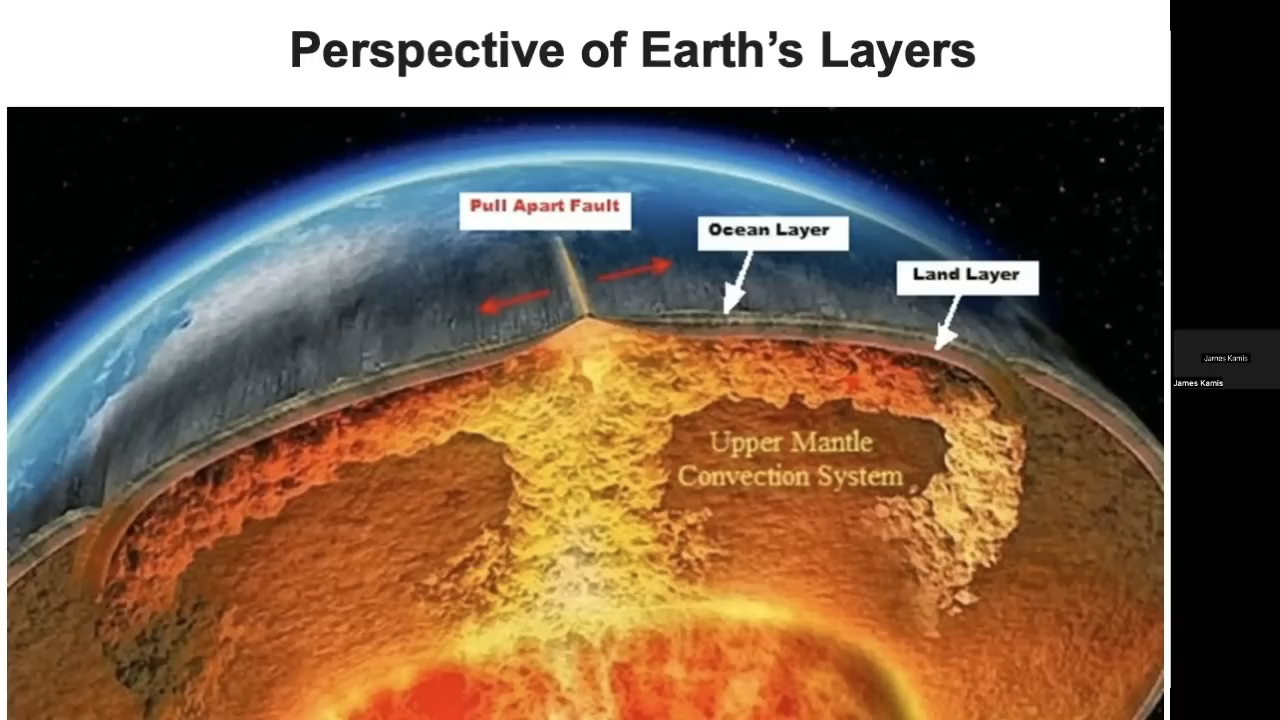 Perspective of Earth's Layers
Pull Apart Fault
Ocean Layer
Land Layer
Upper Mantle
Convection System
James Kamis
James Kamis